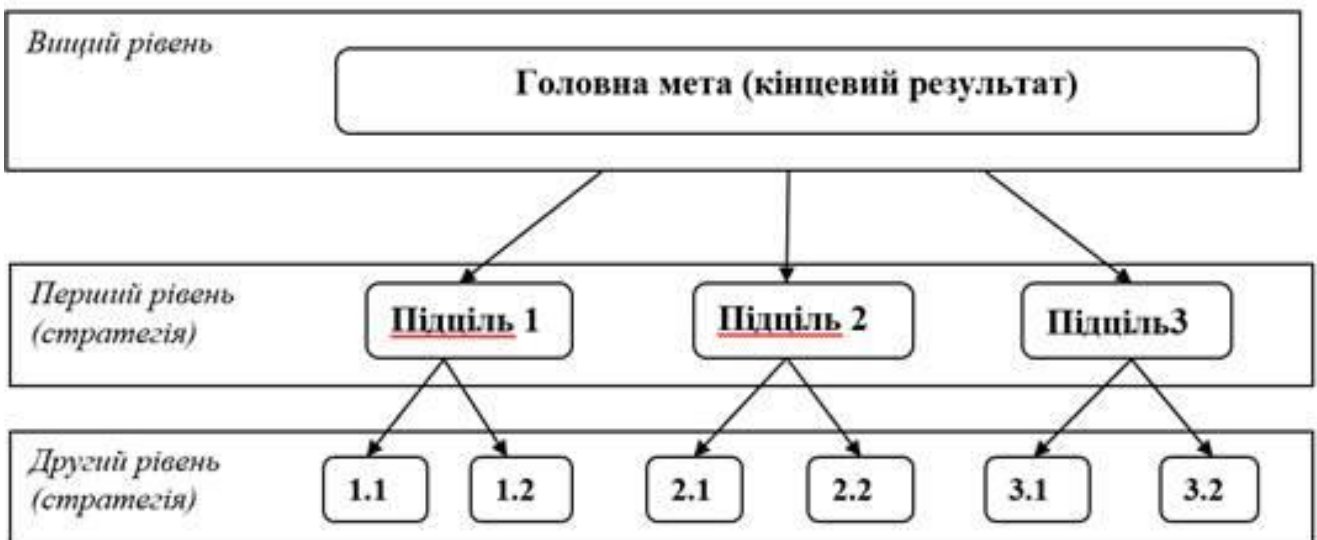 Вищий рівень
Головна мета (кінцевий результат)
Перший рівень
(стратегія)
Підціль 1
Підціль 2
Підціль3
Другий рівень
(стратегія)
1.1
1.2
2.1
2.2
3.1
3.2